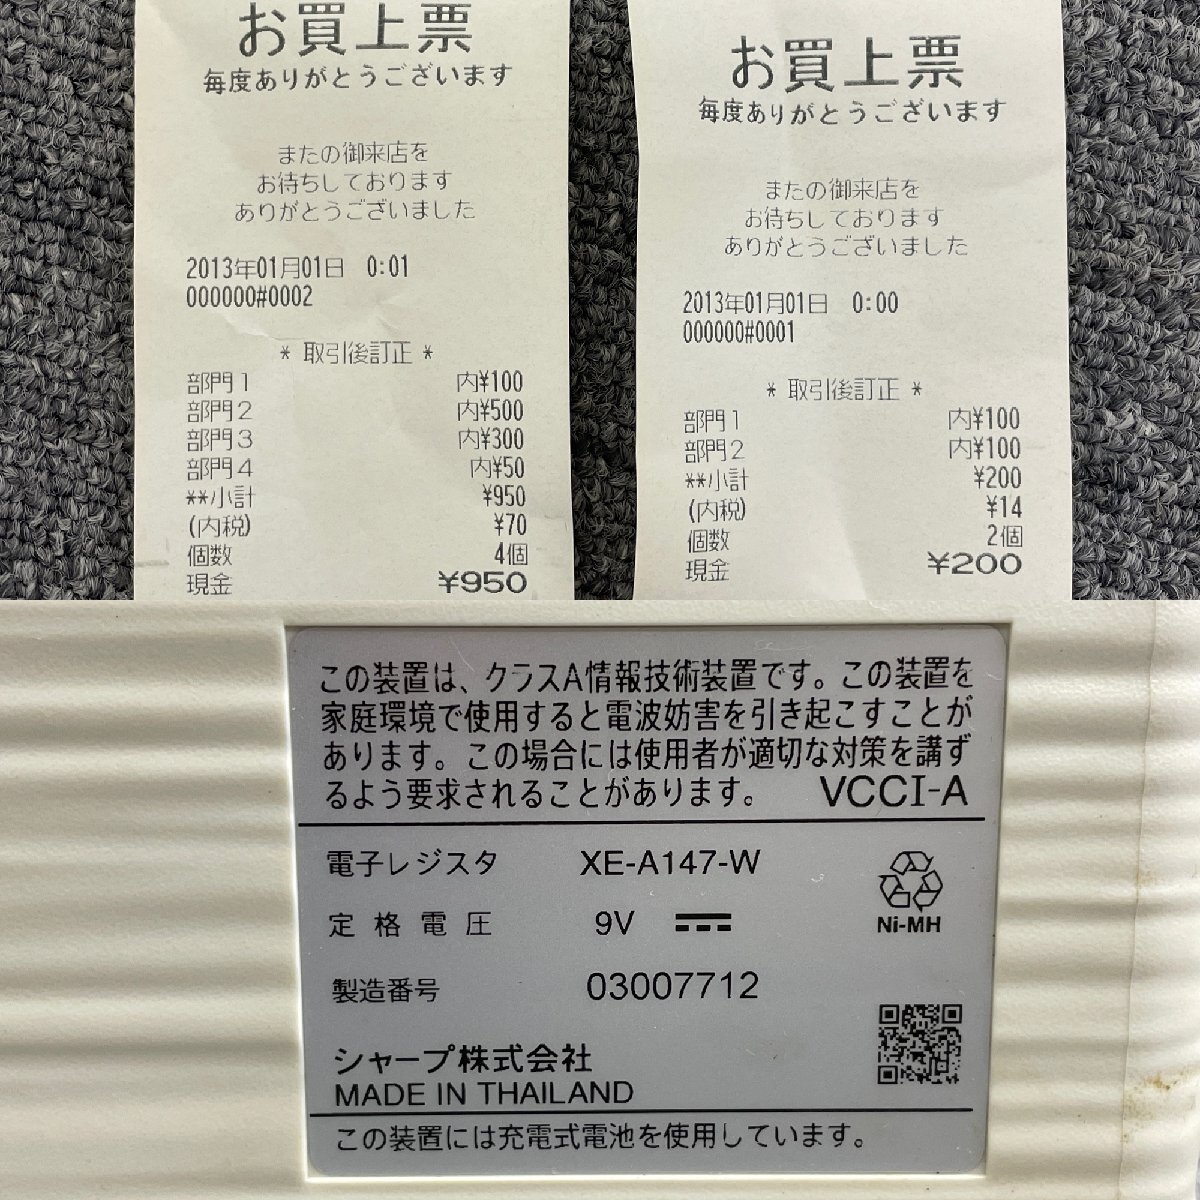 お買上票
毎度ありがとうございます
またの御来店を
お待ちしております
ありがとうございました
2013年01月01日 0:01
000000#0002
* 取引後訂正 *
部門1 内¥100
部門2 内¥500
部門3 内¥300
部門4 内¥50
**小計 ¥950
(内税) ¥70
個数 4個
現金 ¥950
お買上票
毎度ありがとうございます
またの御来店を
お待ちしております
ありがとうございました
2013年01月01日 0:00
000000#0001
* 取引後訂正 *
部門1 内¥100
部門2 内¥100
**小計 ¥200
(内税) ¥14
個数 2個
現金 ¥200
この装置は、クラスA情報技術装置です。この装置を
家庭環境で使用すると電波妨害を引き起こすことが
あります。この場合には使用者が適切な対策を講ず
るよう要求されることがあります。 VCCI-A
電子レジスタ XE-A147-W
定格電圧 9V
Ni-MH
製造番号 03007712
シャープ株式会社
MADE IN THAILAND
この装置には充電式電池を使用しています。